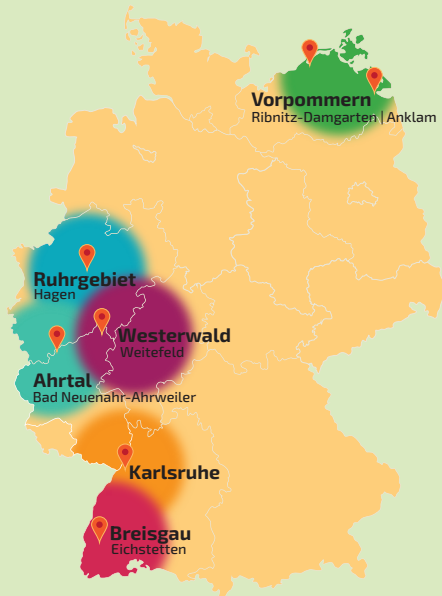 Vorpommern
Ribnitz-Damgarten | Anklam
Ruhrgebiet
Hagen
Westerwald
Weitefeld
Ahrtal
Bad Neuenahr-Ahrweiler
Karlsruhe
Breisgau
Eichstetten